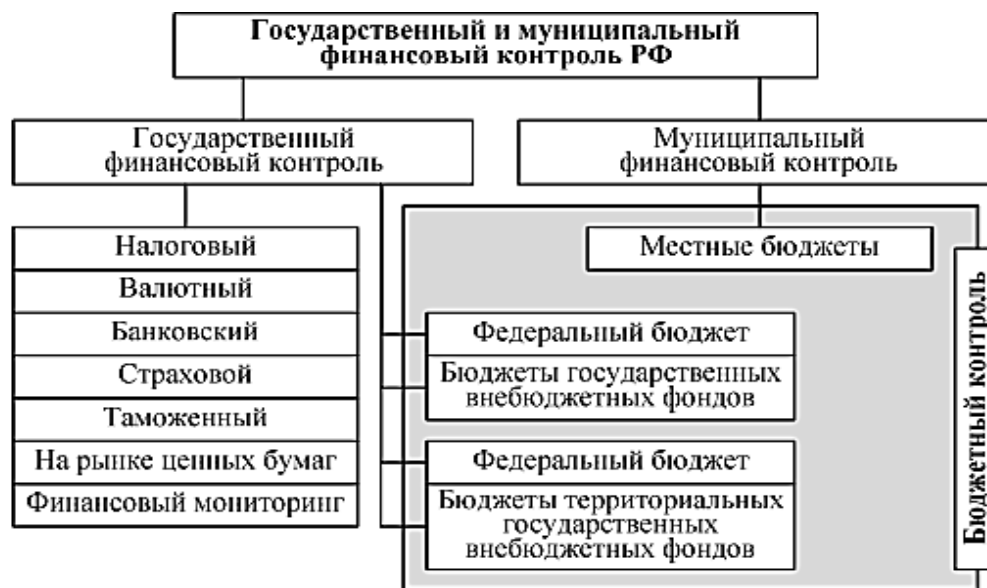 Государственный и муниципальный
финансовый контроль РФ
Государственный
финансовый контроль
Муниципальный
финансовый контроль
Налоговый
Валютный
Банковский
Страховой
Таможенный
На рынке ценных бумаг
Финансовый мониторинг
Местные бюджеты
Федеральный бюджет
Бюджеты государственных
внебюджетных фондов
Федеральный бюджет
Бюджеты территориальных
государственных
внебюджетных фондов
Бюджетный контроль